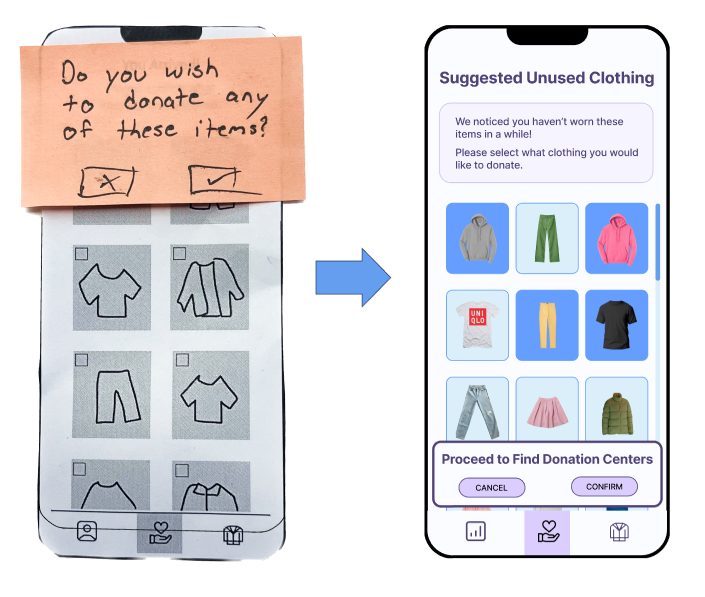 Do you wish
to donate any
of these items?
Suggested Unused Clothing
We noticed you haven't worn these
items in a while!
Please select what clothing you would
like to donate.
UNI
QLO
Proceed to Find Donation Centers
CANCEL
CONFIRM